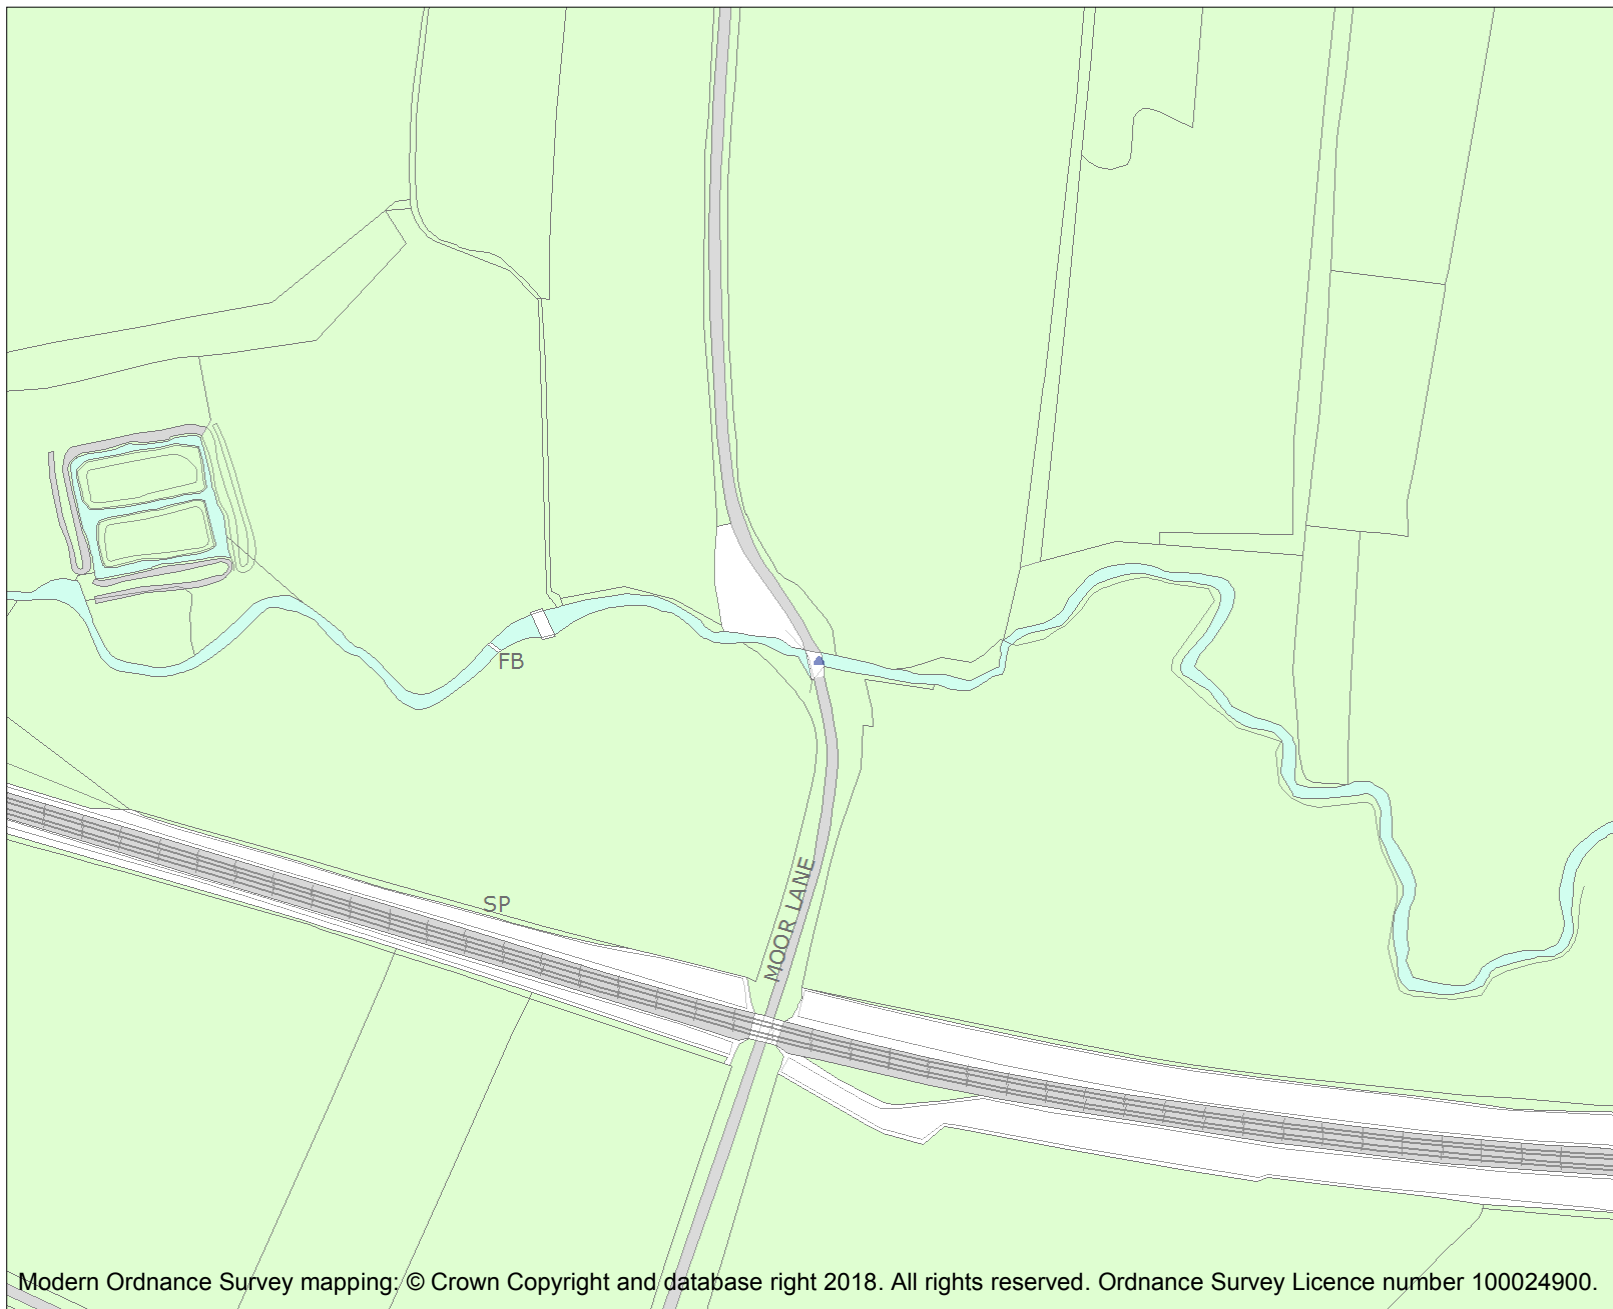 FB
SP
MOOR LANE
Modern Ordnance Survey mapping: © Crown Copyright and database right 2018. All rights reserved. Ordnance Survey Licence number 100024900.